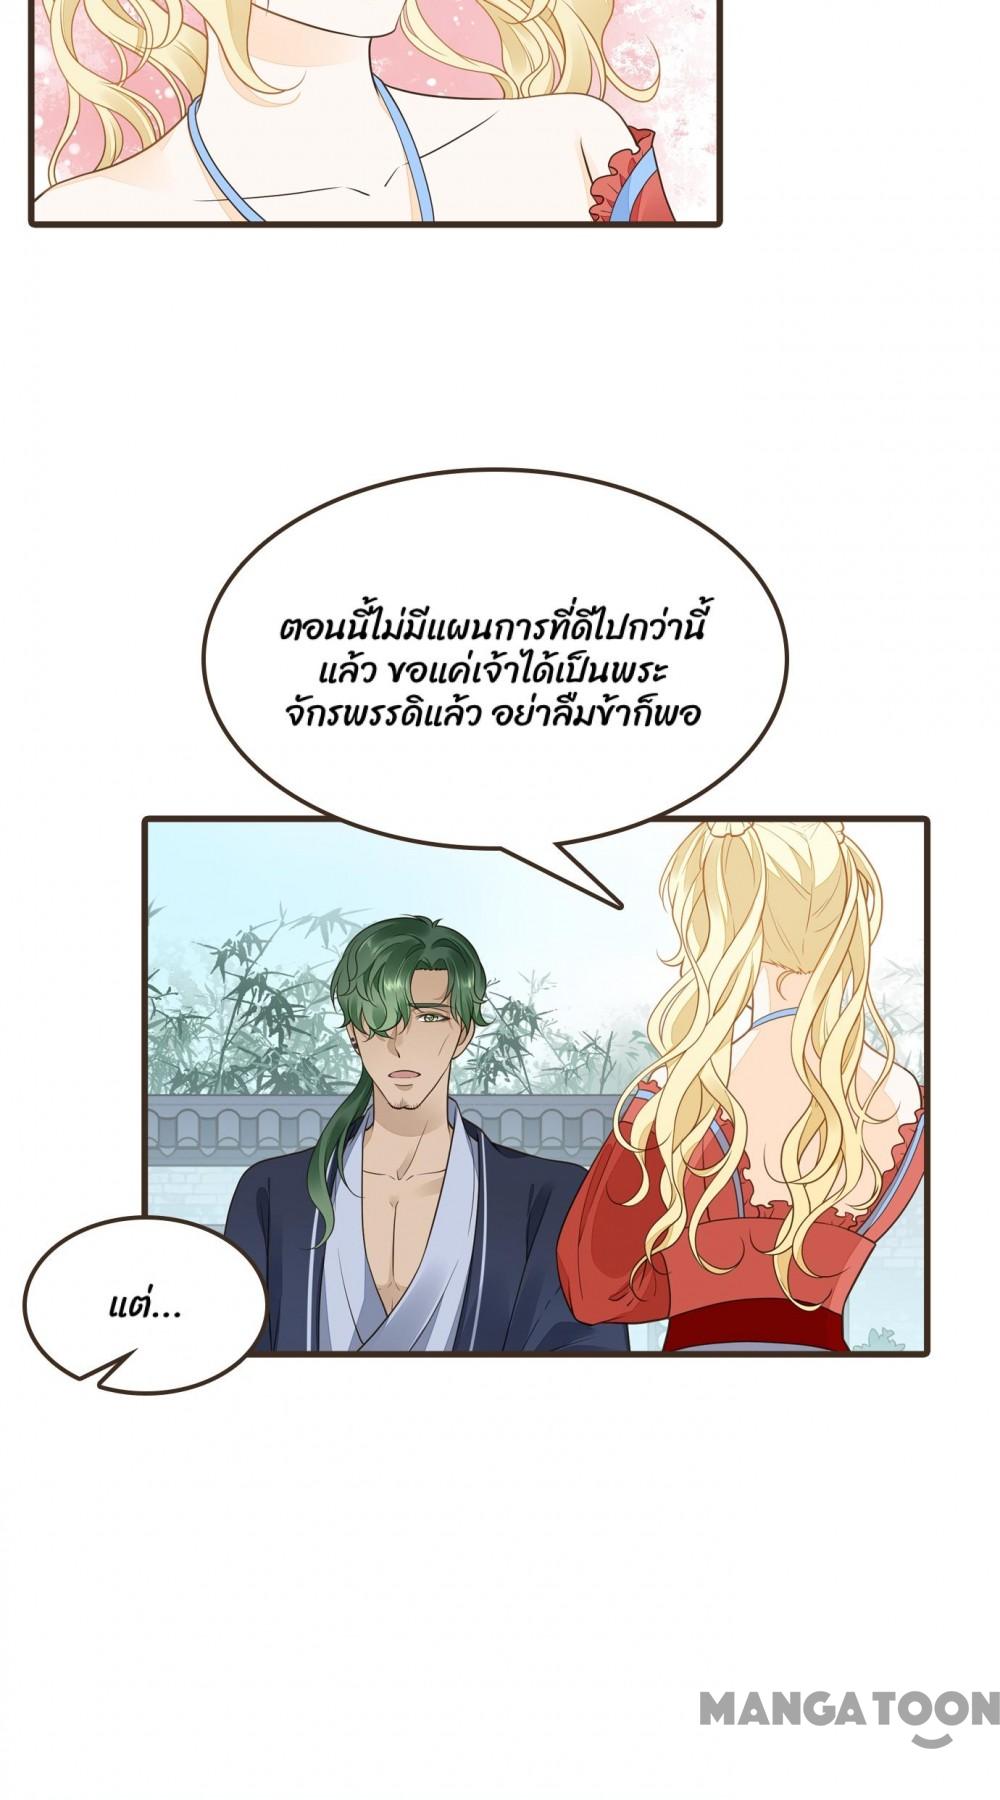 ตอนนี้ไม่มีแผนการที่ดีไปกว่านี้
แล้ว ขอแค่เจ้าได้เป็นพระ
จักรพรรดิแล้ว อย่าลืมข้าก็พอ
แต่...
MANGATOON